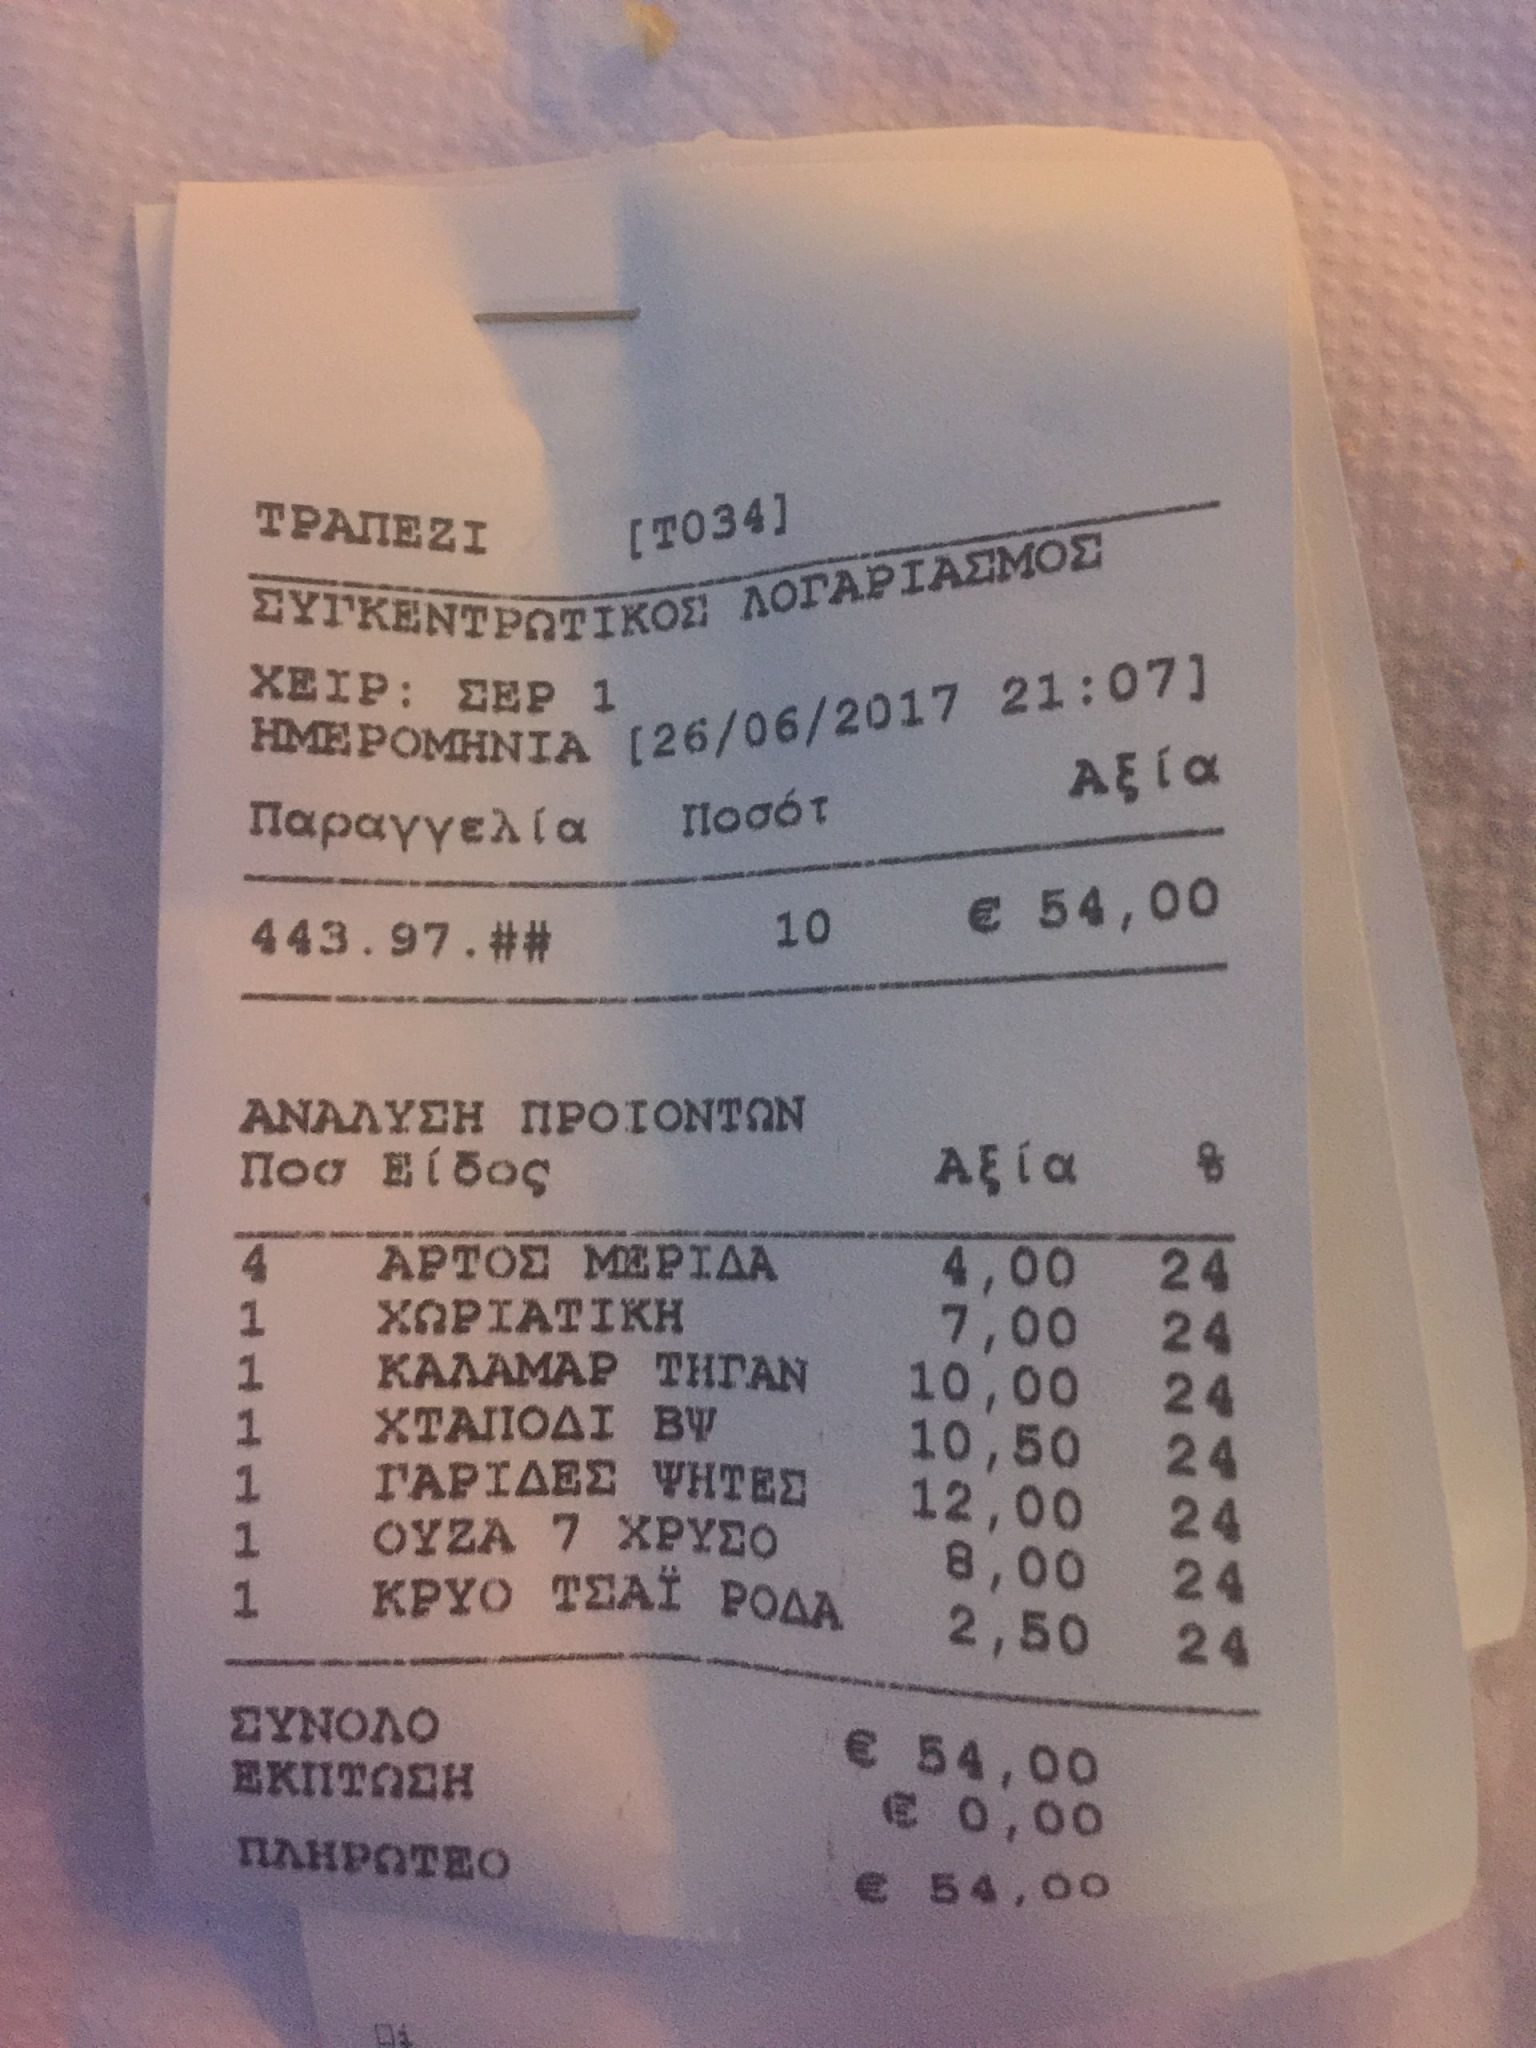 ΤΡΑΠΕΖΙ [T034]
ΣΥΓΚΕΝΤΡΩΤΙΚΟΣ ΛΟΓΑΡΙΑΣΜΟΣ
ΧΕΙΡ: ΣΕΡ 1
ΗΜΕΡΟΜΗΝΙΑ [26/06/2017 21:07]
Παραγγελία Ποσότ Αξία
443.97.## 10 € 54,00
ΑΝΑΛΥΣΗ ΠΡΟΙΟΝΤΩΝ
Ποσ Είδος Αξία %
4 ΑΡΤΟΣ ΜΕΡΙΔΑ 4,00 24
1 ΧΩΡΙΑΤΙΚΗ 7,00 24
1 ΚΑΛΑΜΑΡ ΤΗΓΑΝ 10,00 24
1 ΧΤΑΠΟΔΙ ΒΨ 10,50 24
1 ΓΑΡΙΔΕΣ ΨΗΤΕΣ 12,00 24
1 ΟΥΖΑ 7 ΧΡΥΣΟ 8,00 24
1 ΚΡΥΟ ΤΣΑΪ ΡΟΔΑ 2,50 24
ΣΥΝΟΛΟ € 54,00
ΕΚΠΤΩΣΗ € 0,00
ΠΛΗΡΩΤΕΟ € 54,00